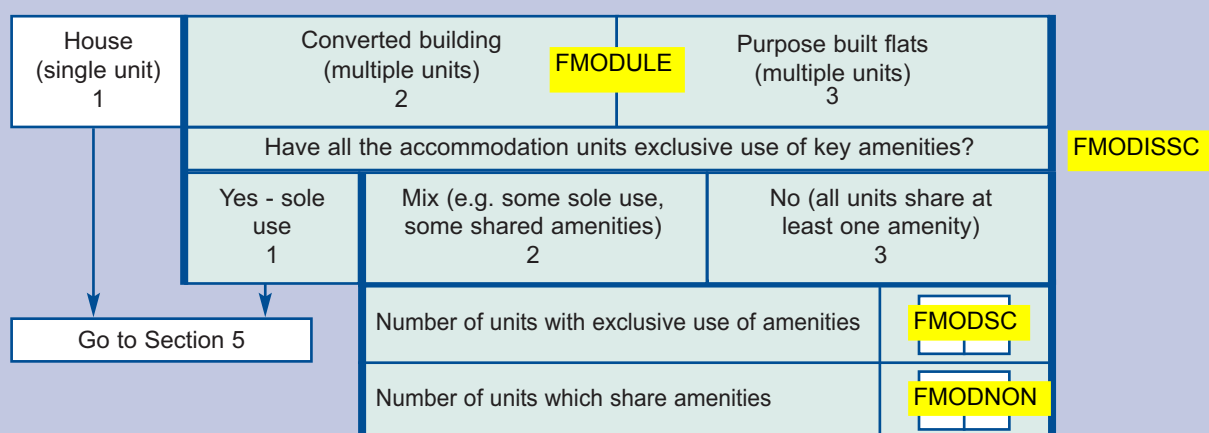 House
(single unit)
1
Converted building
(multiple units)
2
FMODULE
Purpose built flats
(multiple units)
3
Have all the accommodation units exclusive use of key amenities?
FMODISSC
Yes - sole
use
1
Mix (e.g. some sole use,
some shared amenities)
2
No (all units share at
least one amenity)
3
Go to Section 5
Number of units with exclusive use of amenities
FMODSC
Number of units which share amenities
FMODNON